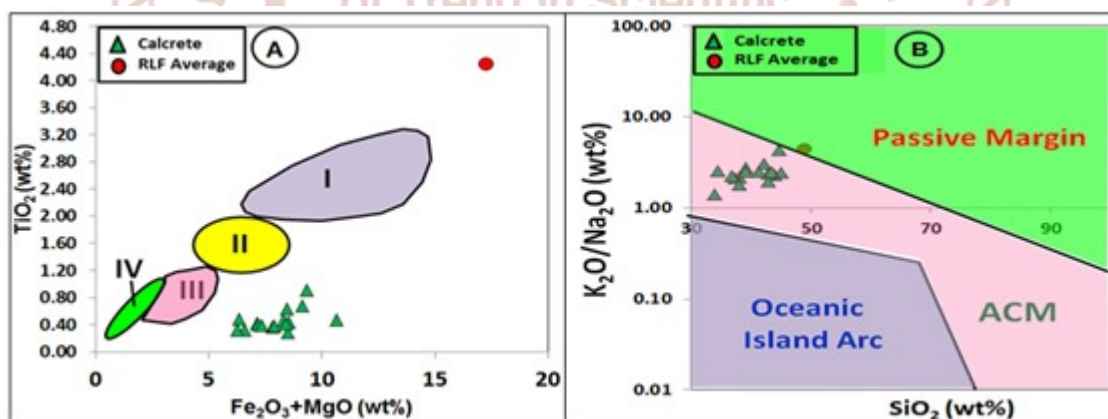 4.80
4.40
4.00
3.60
3.20
2.80
2.40
2.00
1.60
1.20
0.80
0.40
0.00
TiO₂ (wt%)
Calcrete
RLF Average
A
I
II
III
IV
0
5
10
15
20
Fe₂O₃+MgO (wt%)
100.00
10.00
1.00
0.10
0.01
K₂O/Na₂O (wt%)
Calcrete
RLF Average
B
Passive Margin
30
50
70
90
Oceanic
Island Arc
ACM
SiO₂ (wt%)